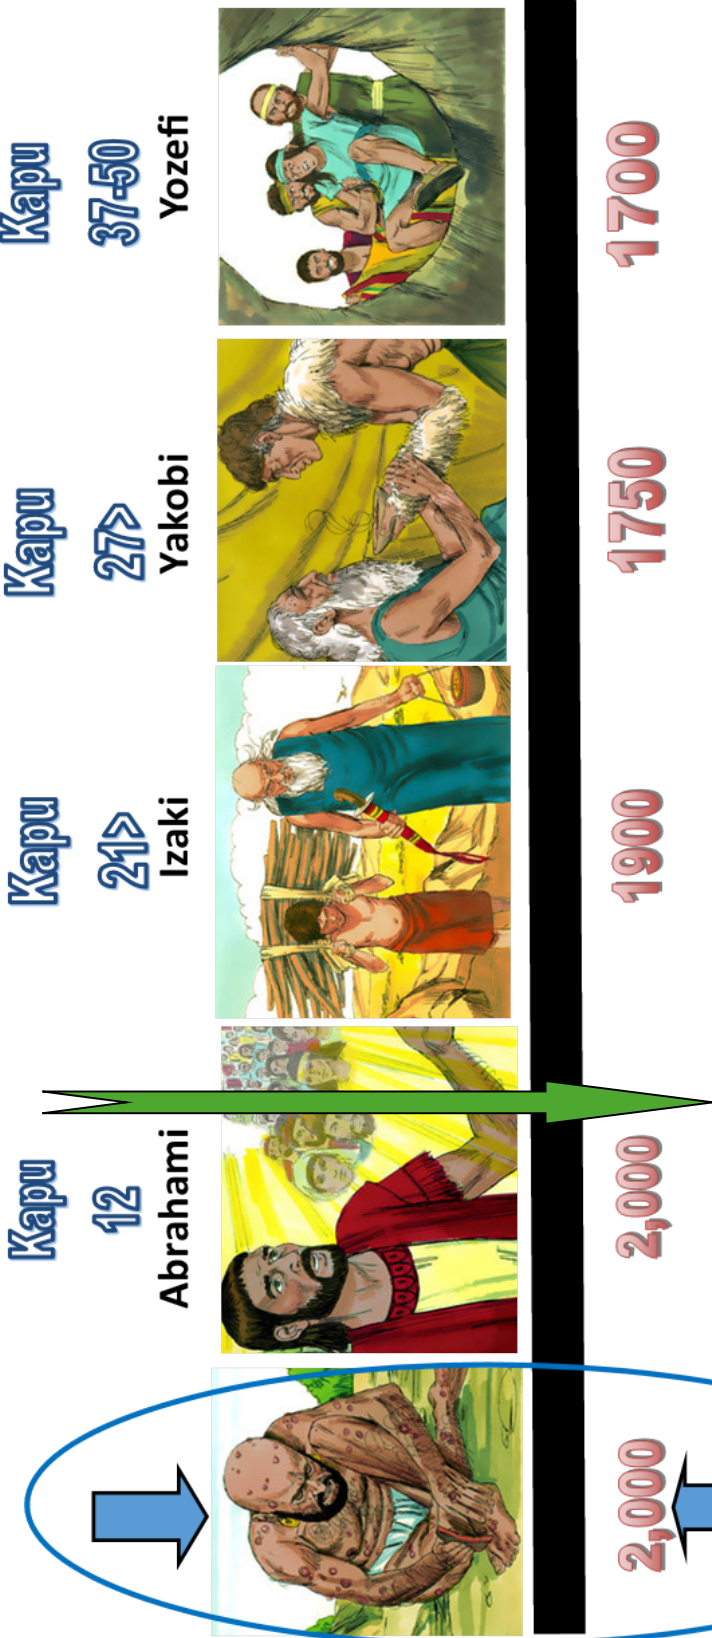 Kapu Kapu Kapu Kapu
12 21> 27> 37-50
Abrahami Izaki Yakobi Yozefi
2,000 2,000 1900 1750 1700